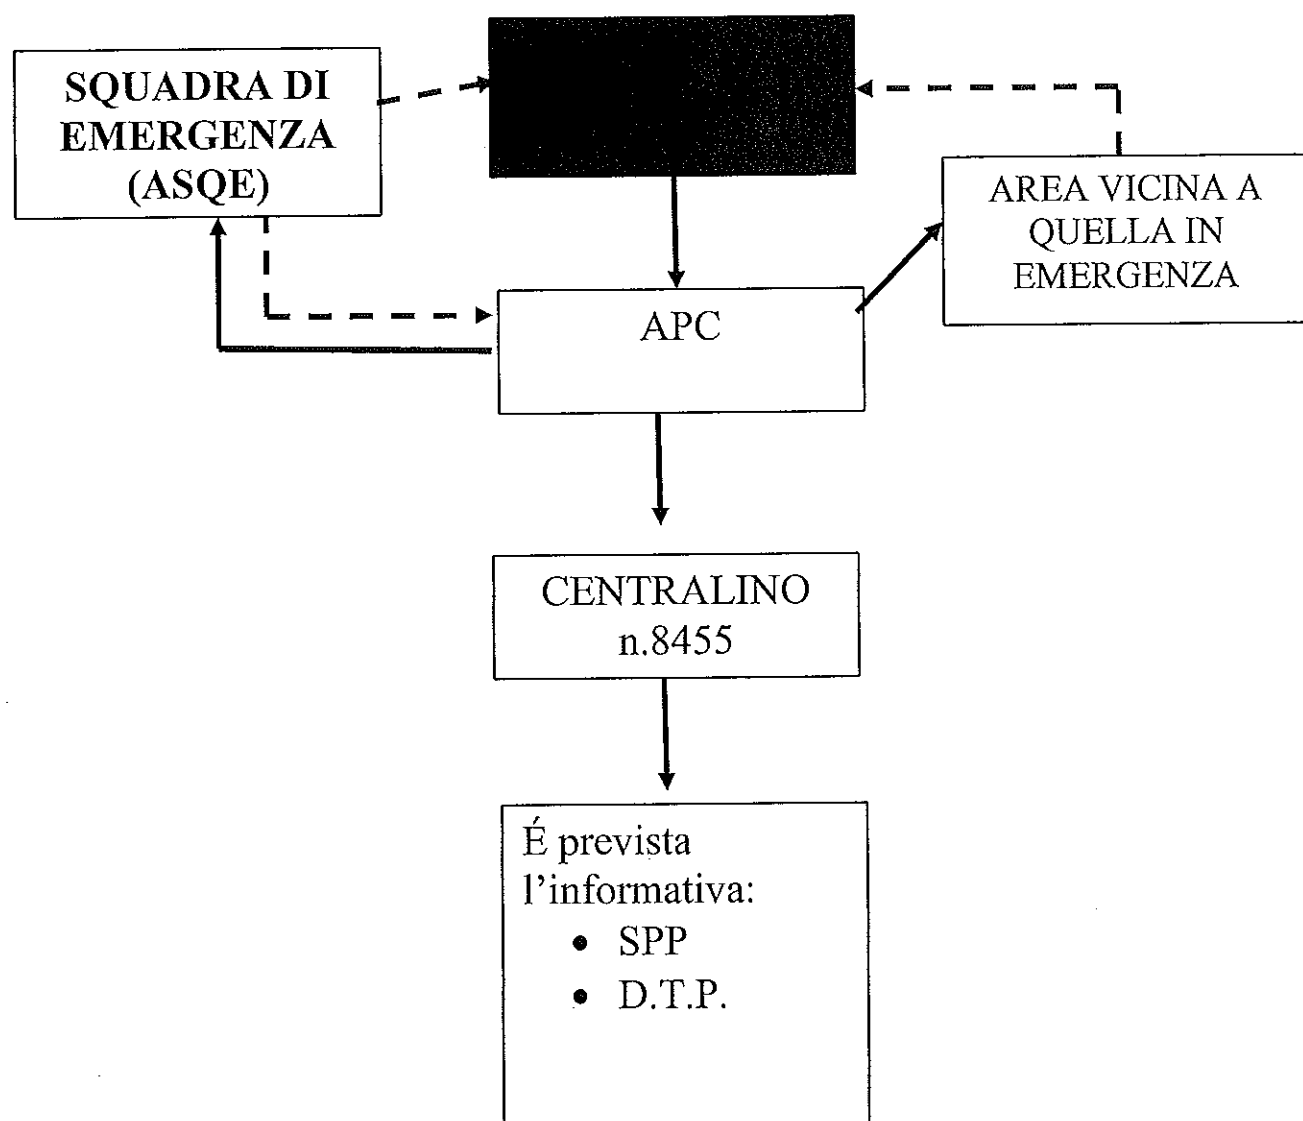 SQUADRA DI
EMERGENZA
(ASQE)
AREA VICINA A
QUELLA IN
EMERGENZA
APC
CENTRALINO
n.8455
É prevista
l’informativa:
• SPP
• D.T.P.